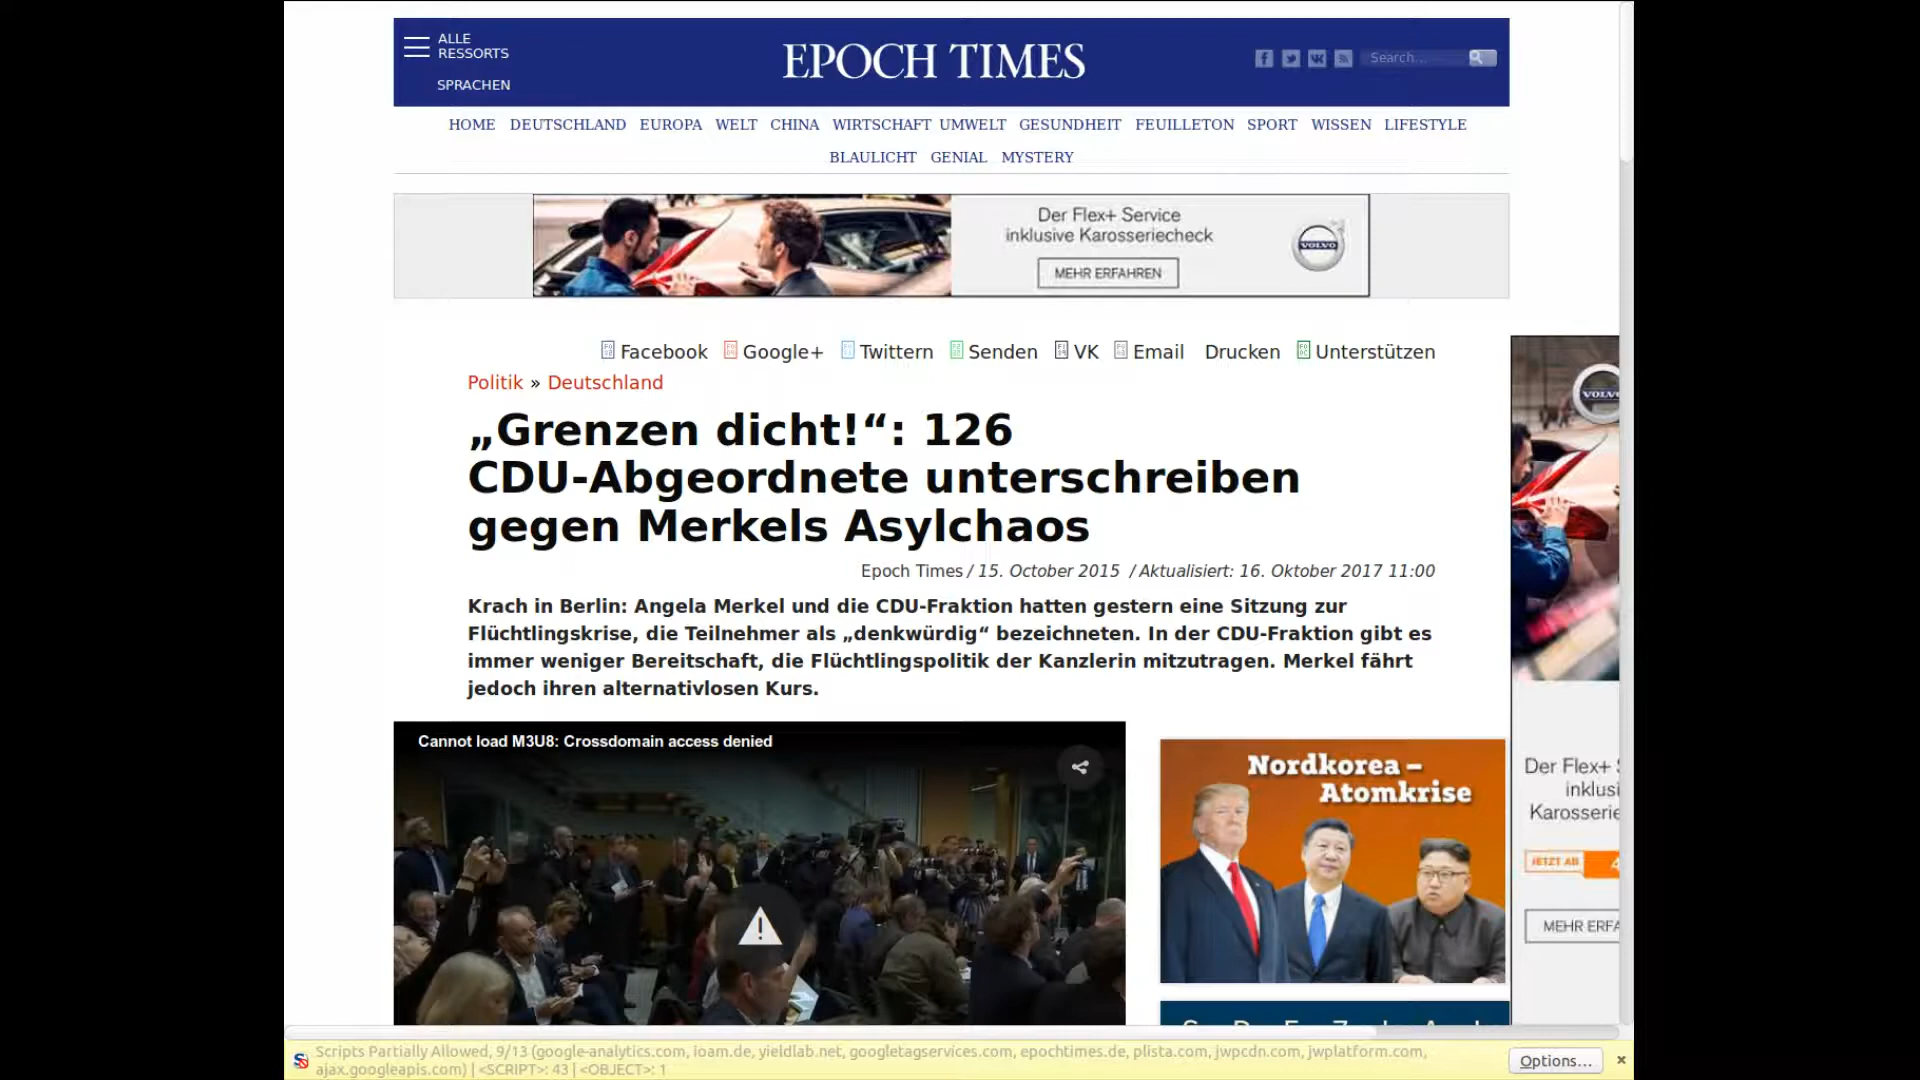 ALLE
RESSORTS
SPRACHEN
EPOCH TIMES
Search...
HOME DEUTSCHLAND EUROPA WELT CHINA WIRTSCHAFT UMWELT GESUNDHEIT FEUILLETON SPORT WISSEN LIFESTYLE
BLAULICHT GENIAL MYSTERY
Der Flex+ Service
inklusive Karosseriecheck
MEHR ERFAHREN
VOLVO
Facebook Google+ Twittern Senden VK Email Drucken Unterstützen
Politik » Deutschland
„Grenzen dicht!“: 126
CDU-Abgeordnete unterschreiben
gegen Merkels Asylchaos
Epoch Times / 15. October 2015 / Aktualisiert: 16. Oktober 2017 11:00
Krach in Berlin: Angela Merkel und die CDU-Fraktion hatten gestern eine Sitzung zur
Flüchtlingskrise, die Teilnehmer als „denkwürdig“ bezeichneten. In der CDU-Fraktion gibt es
immer weniger Bereitschaft, die Flüchtlingspolitik der Kanzlerin mitzutragen. Merkel fährt
jedoch ihren alternativlosen Kurs.
Cannot load M3U8: Crossdomain access denied
Nordkorea –
Atomkrise
VOLVO
Der Flex+
inklusi
Karosserie
JETZT AB
MEHR ERFA
Scripts Partially Allowed, 9/13 (google-analytics.com, ioam.de, yieldlab.net, googletagservices.com, epochtimes.de, plista.com, jwpcdn.com, jwplatform.com,
ajax.googleapis.com) | <SCRIPT>: 43 | <OBJECT>: 1
Options...